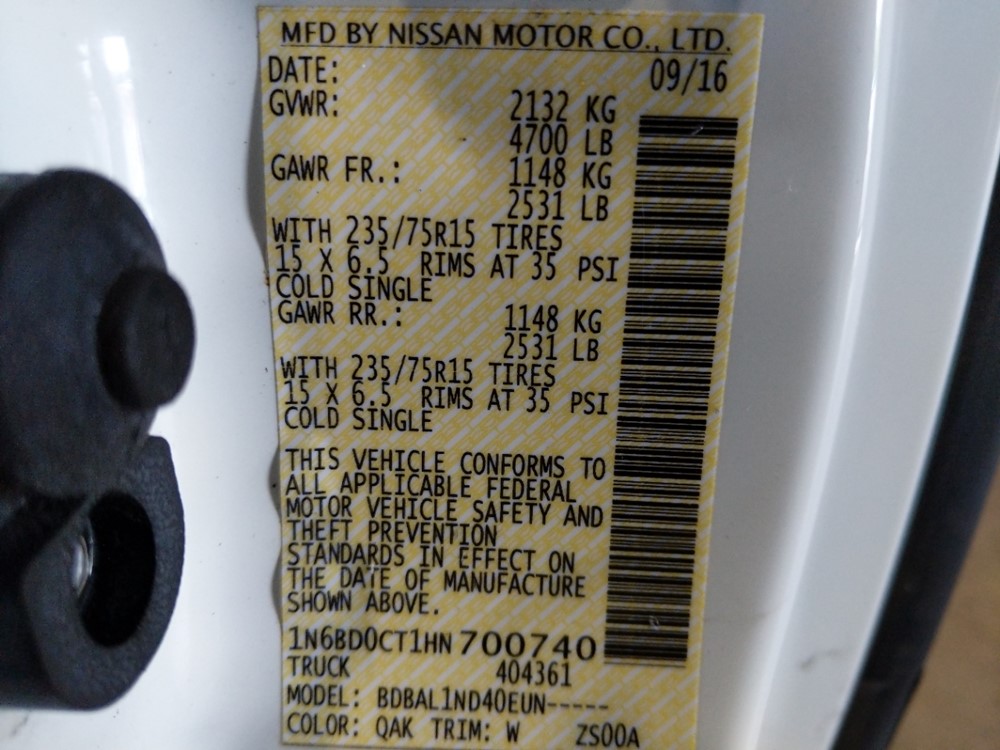 MFD BY NISSAN MOTOR CO., LTD.
DATE: 09/16
GVWR: 2132 KG
4700 LB
GAWR FR.: 1148 KG
2531 LB
WITH 235/75R15 TIRES
15 X 6.5 RIMS AT 35 PSI
COLD SINGLE
GAWR RR.: 1148 KG
2531 LB
WITH 235/75R15 TIRES
15 X 6.5 RIMS AT 35 PSI
COLD SINGLE
THIS VEHICLE CONFORMS TO
ALL APPLICABLE FEDERAL
MOTOR VEHICLE SAFETY AND
THEFT PREVENTION
STANDARDS IN EFFECT ON
THE DATE OF MANUFACTURE
SHOWN ABOVE.
1N6BD0CT1HN700740
TRUCK 404361
MODEL: BDBAL1ND40EUN-----
COLOR: QAK TRIM: W ZS00A